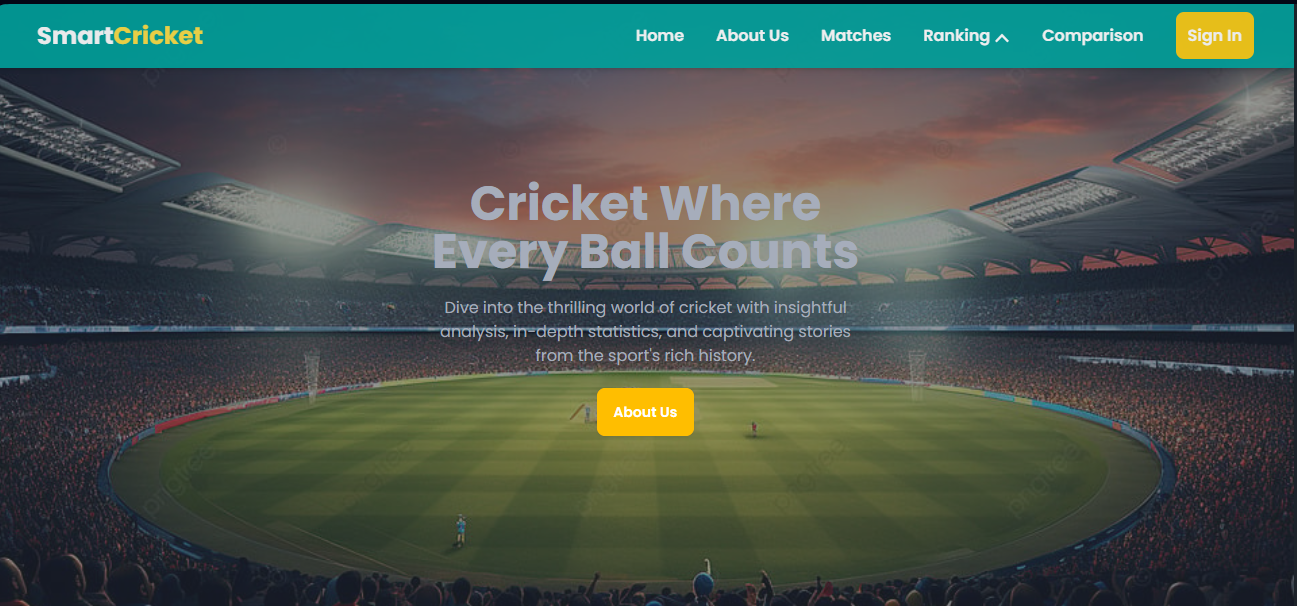 SmartCricket
Home About Us Matches Ranking Comparison Sign In
Cricket Where
Every Ball Counts
Dive into the thrilling world of cricket with insightful
analysis, in-depth statistics, and captivating stories
from the sport's rich history.
About Us
pngtree